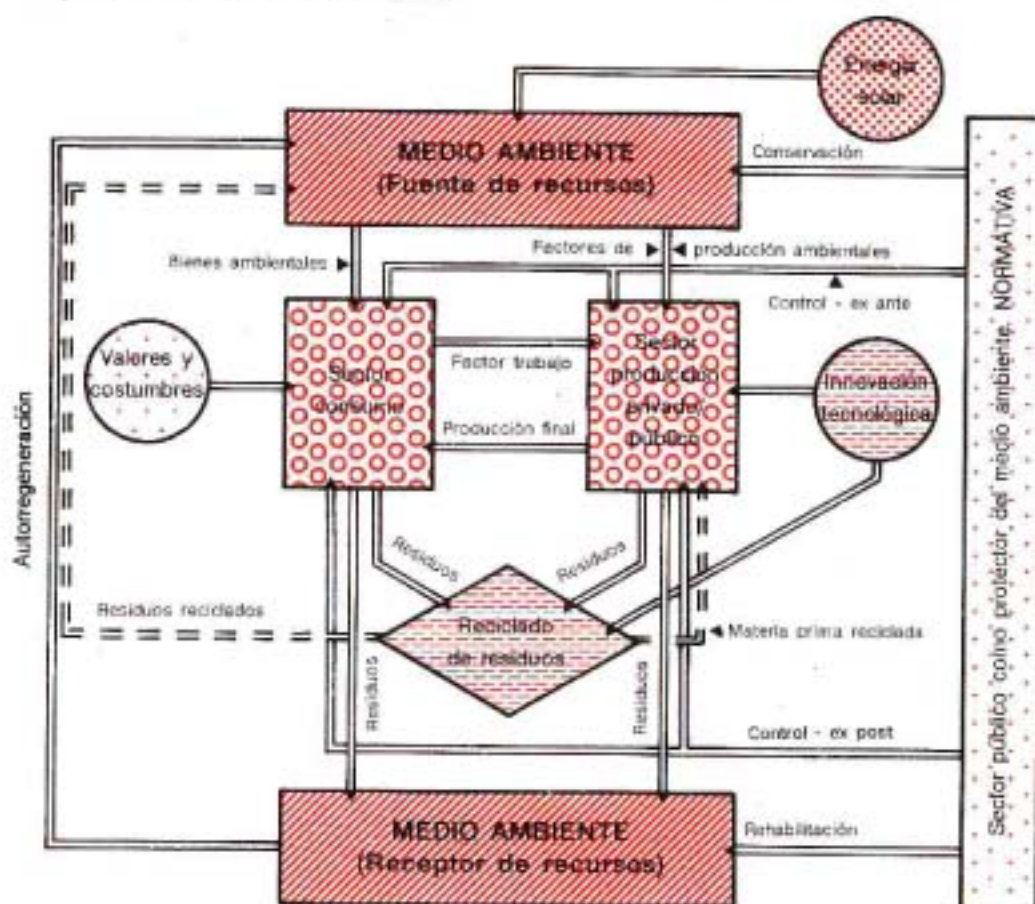 Energía
solar
MEDIO AMBIENTE
(Fuente de recursos)
Conservación
Bienes ambientales
Factores de
producción ambientales
Control - ex ante
Valores y
costumbres
Sector
consumo
Factor trabajo
Producción final
Sector
producción
privado/
público
Innovación
tecnológica
Autorregeneración
Residuos
Residuos
Residuos reciclados
Reciclado
de residuos
Materia prima reciclada
Residuos
Residuos
Control - ex post
MEDIO AMBIENTE
(Receptor de recursos)
Rehabilitación
Sector público como protector del medio ambiente. NORMATIVA